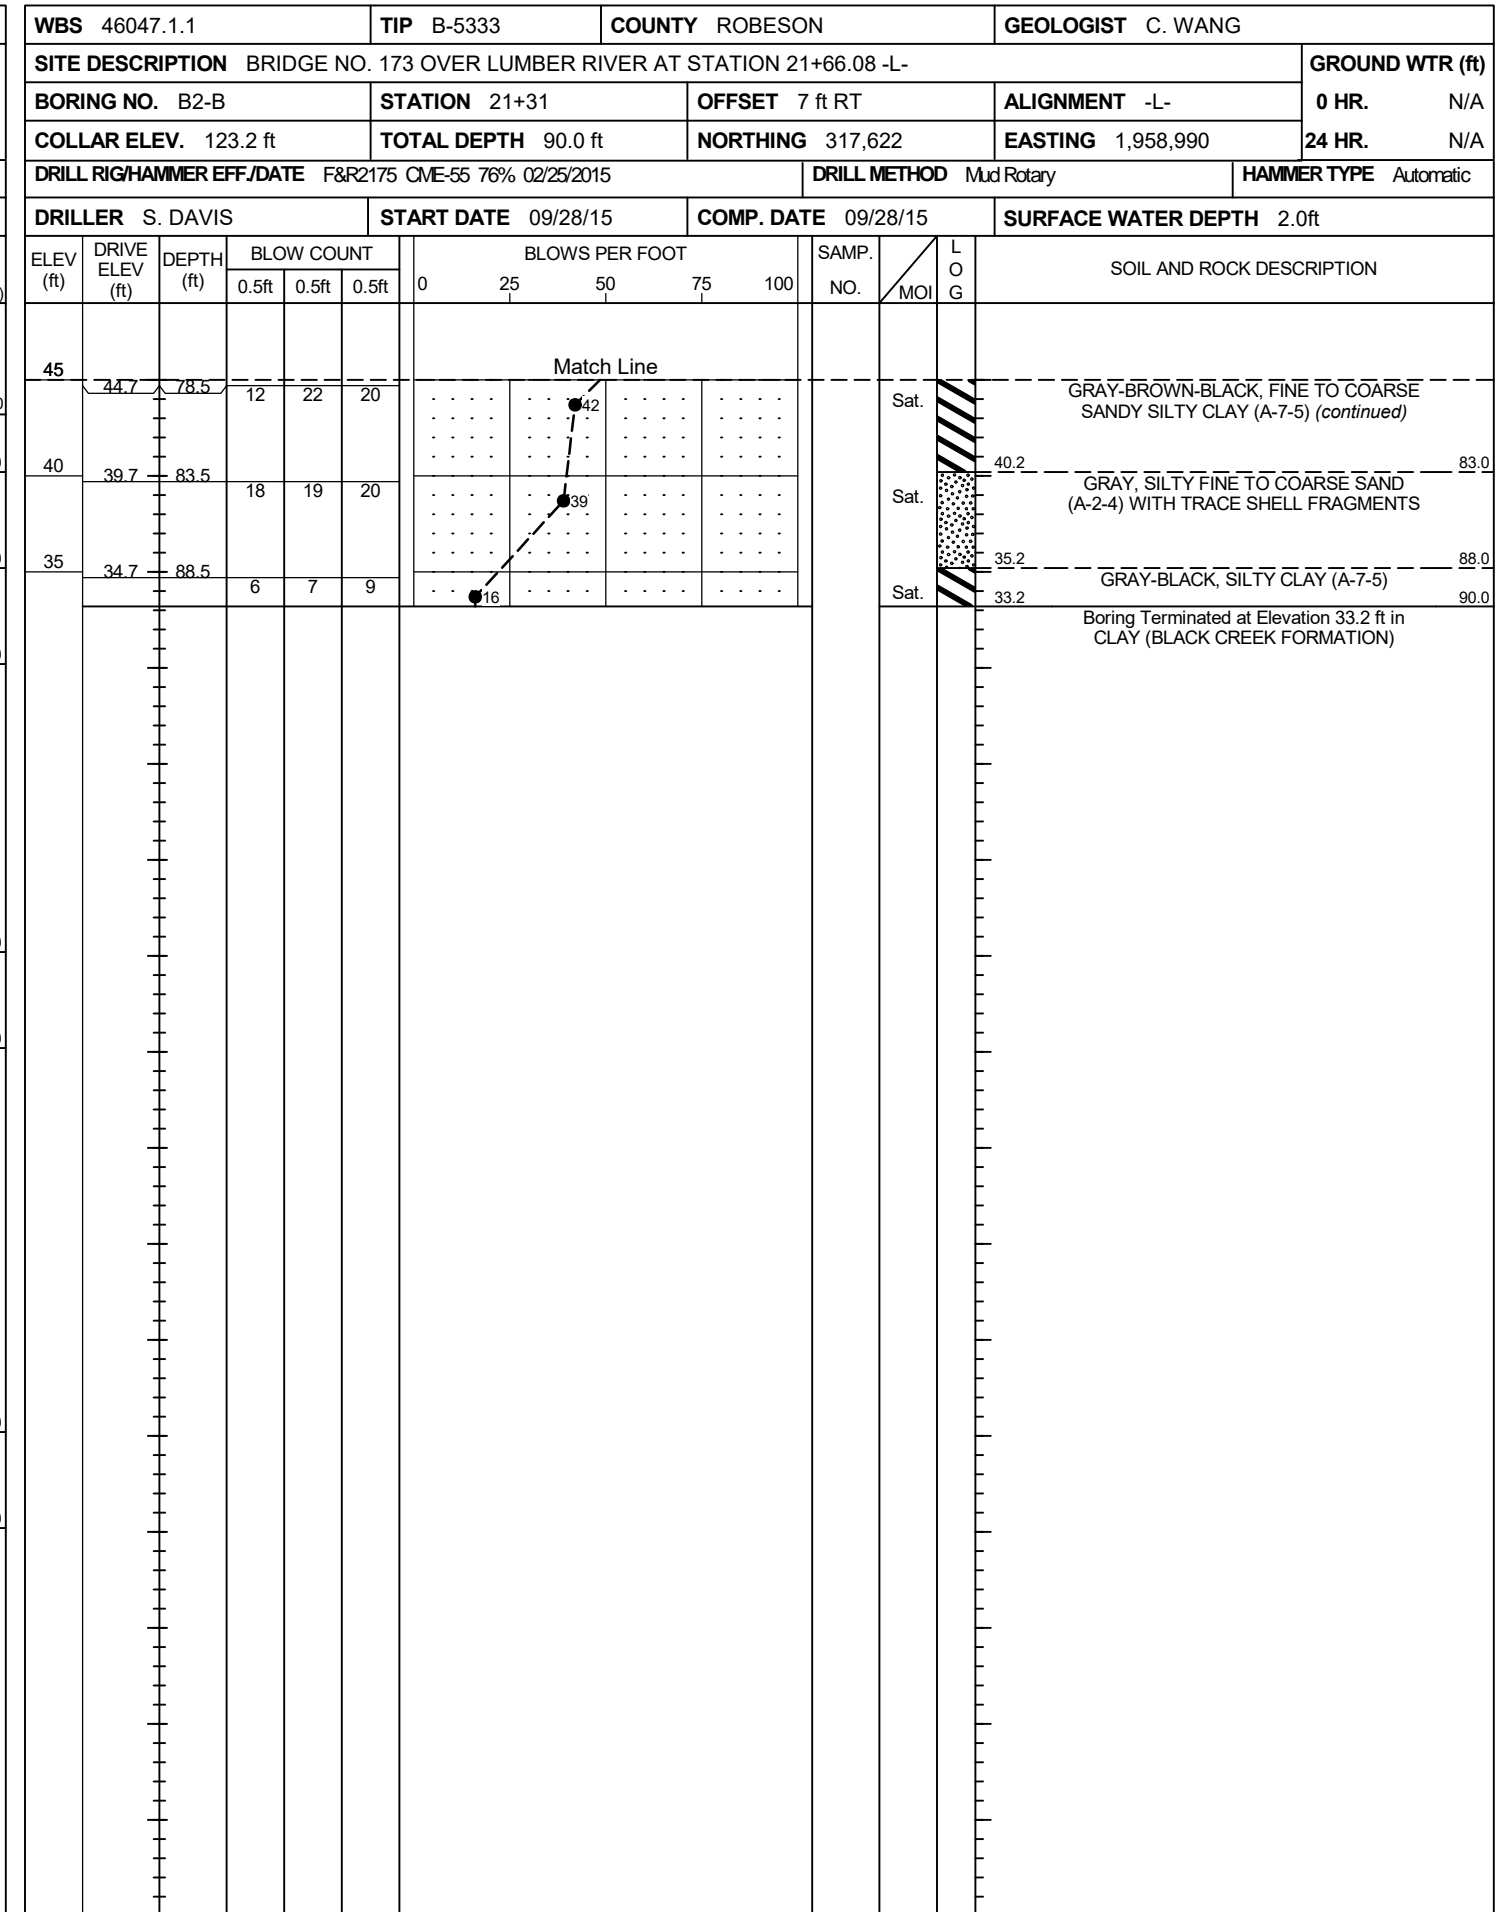 WBS 46047.1.1 TIP B-5333 COUNTY ROBESON GEOLOGIST C. WANG
SITE DESCRIPTION BRIDGE NO. 173 OVER LUMBER RIVER AT STATION 21+66.08 -L- GROUND WTR (ft)
BORING NO. B2-B STATION 21+31 OFFSET 7 ft RT ALIGNMENT -L- 0 HR. N/A
COLLAR ELEV. 123.2 ft TOTAL DEPTH 90.0 ft NORTHING 317,622 EASTING 1,958,990 24 HR. N/A
DRILL RIG/HAMMER EFF./DATE F&R2175 CME-55 76% 02/25/2015 DRILL METHOD Mud Rotary HAMMER TYPE Automatic
DRILLER S. DAVIS START DATE 09/28/15 COMP. DATE 09/28/15 SURFACE WATER DEPTH 2.0ft
ELEV (ft) DRIVE ELEV (ft) DEPTH (ft) BLOW COUNT BLOWS PER FOOT SAMP. NO. MOI LOG SOIL AND ROCK DESCRIPTION
0.5ft 0.5ft 0.5ft 0 25 50 75 100
45 Match Line
44.7 78.5 12 22 20 42 Sat. GRAY-BROWN-BLACK, FINE TO COARSE
SANDY SILTY CLAY (A-7-5) (continued)
40 40.2 83.0
39.7 83.5 18 19 20 39 Sat. GRAY, SILTY FINE TO COARSE SAND
(A-2-4) WITH TRACE SHELL FRAGMENTS
35 35.2 88.0
34.7 88.5 6 7 9 16 Sat. GRAY-BLACK, SILTY CLAY (A-7-5)
33.2 90.0
Boring Terminated at Elevation 33.2 ft in
CLAY (BLACK CREEK FORMATION)